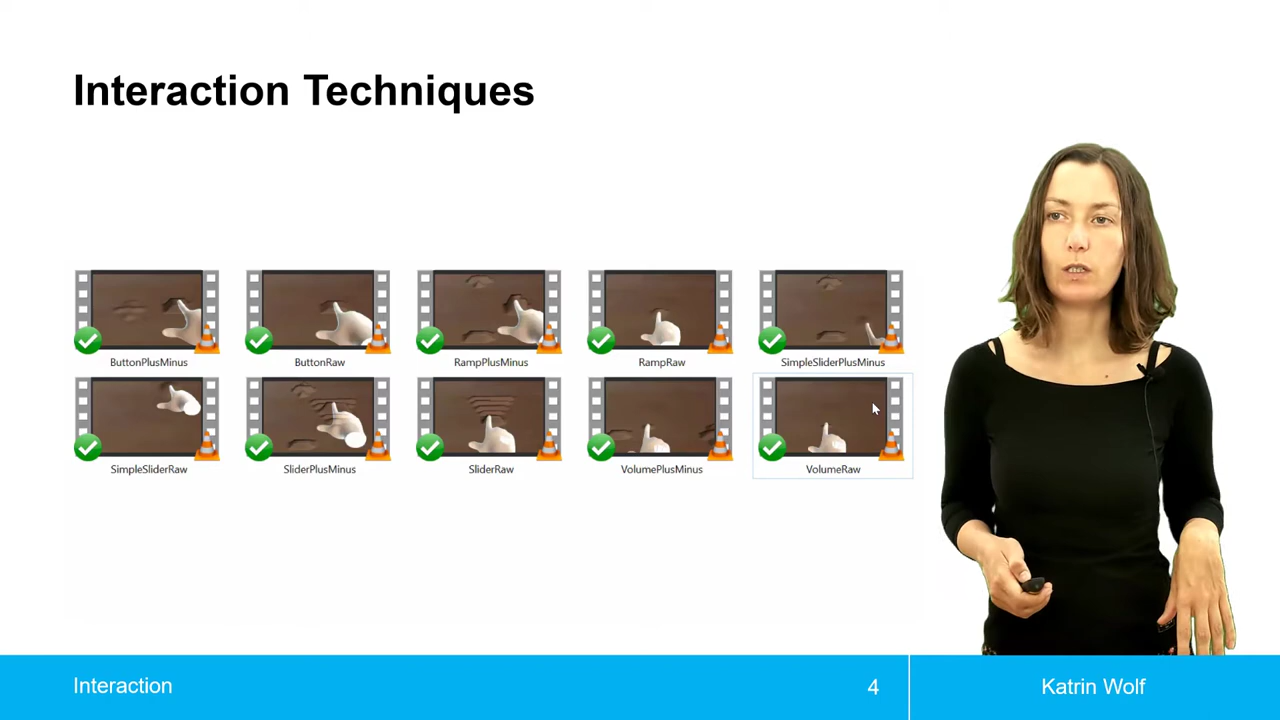 Interaction Techniques
ButtonPlusMinus
ButtonRaw
RampPlusMinus
RampRaw
SimpleSliderPlusMinus
SimpleSliderRaw
SliderPlusMinus
SliderRaw
VolumePlusMinus
VolumeRaw
Interaction
4
Katrin Wolf